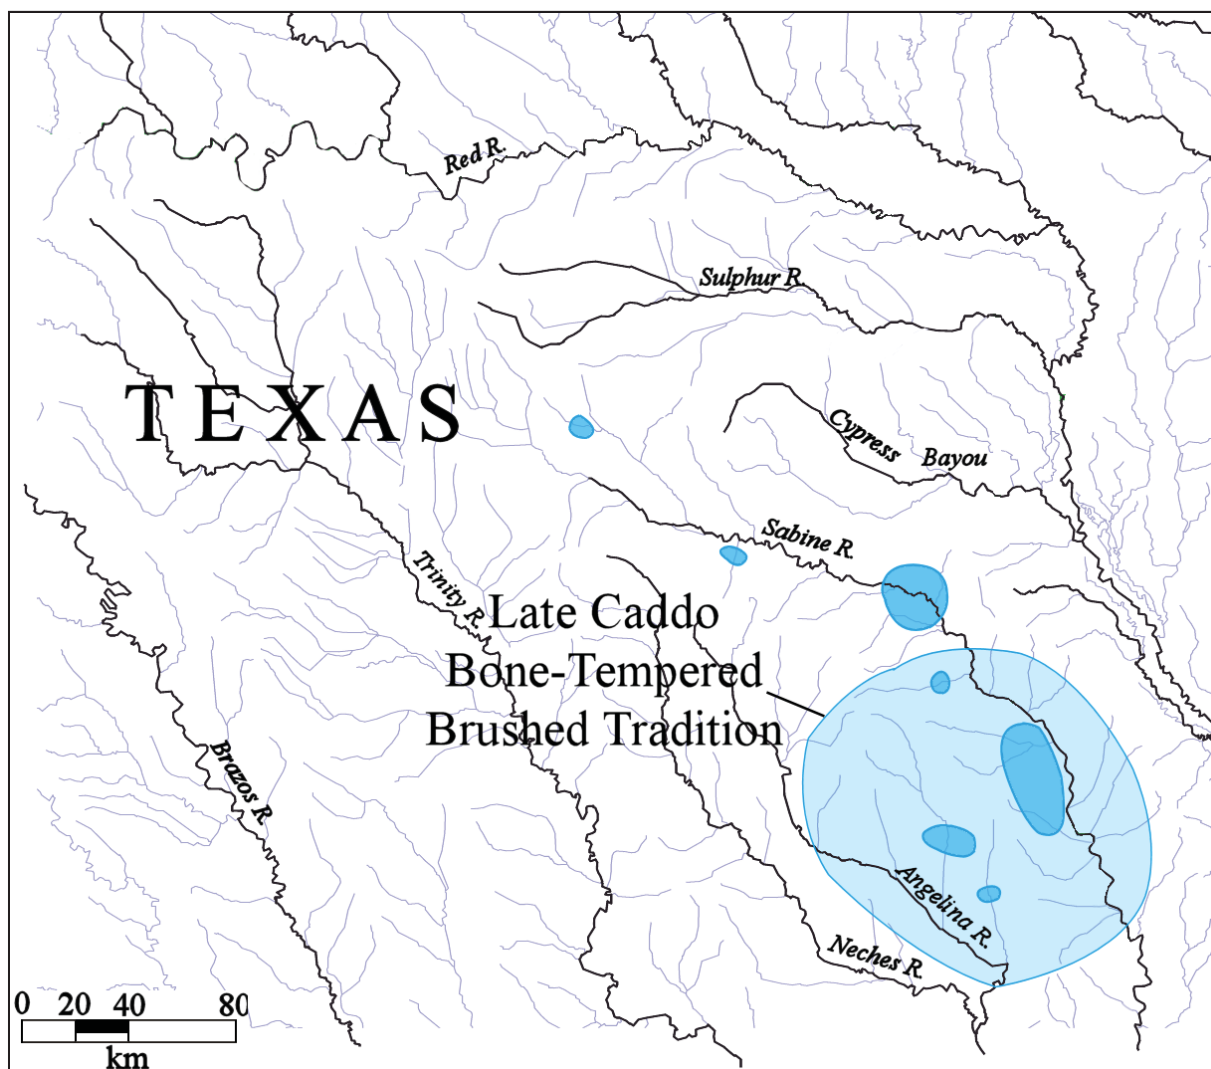 Red R.
Sulphur R.
TEXAS
Cypress Bayou
Sabine R.
Trinity R.
Late Caddo
Bone-Tempered
Brushed Tradition
Brazos R.
Angelina R.
Neches R.
0 20 40 80
km